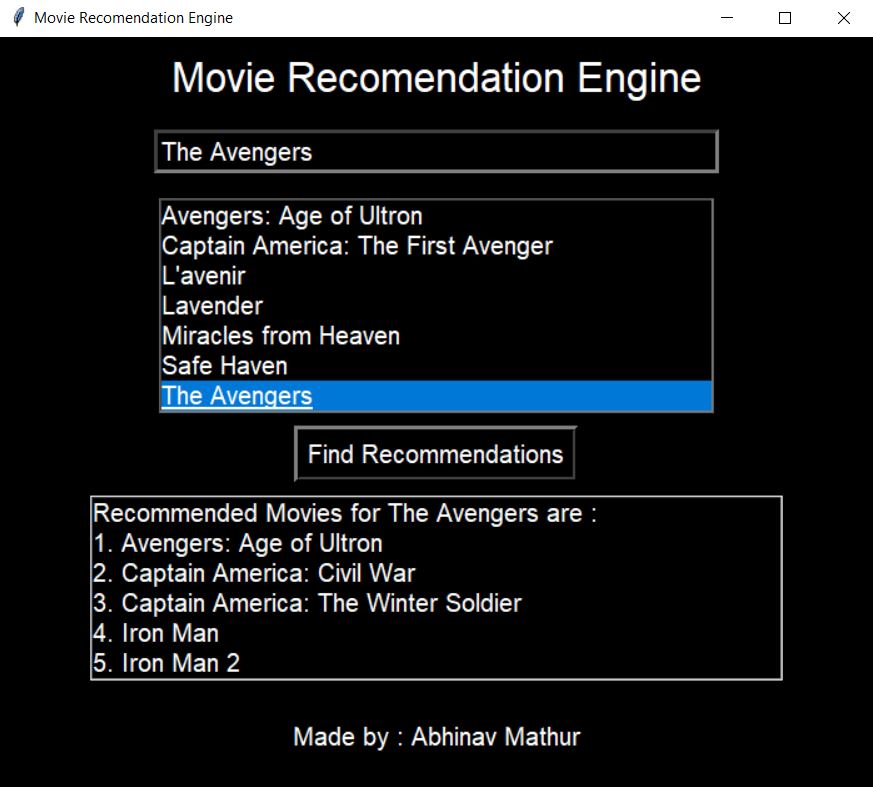 Movie Recomendation Engine
Movie Recomendation Engine
The Avengers
Avengers: Age of Ultron
Captain America: The First Avenger
L'avenir
Lavender
Miracles from Heaven
Safe Haven
The Avengers
Find Recommendations
Recommended Movies for The Avengers are :
1. Avengers: Age of Ultron
2. Captain America: Civil War
3. Captain America: The Winter Soldier
4. Iron Man
5. Iron Man 2
Made by : Abhinav Mathur